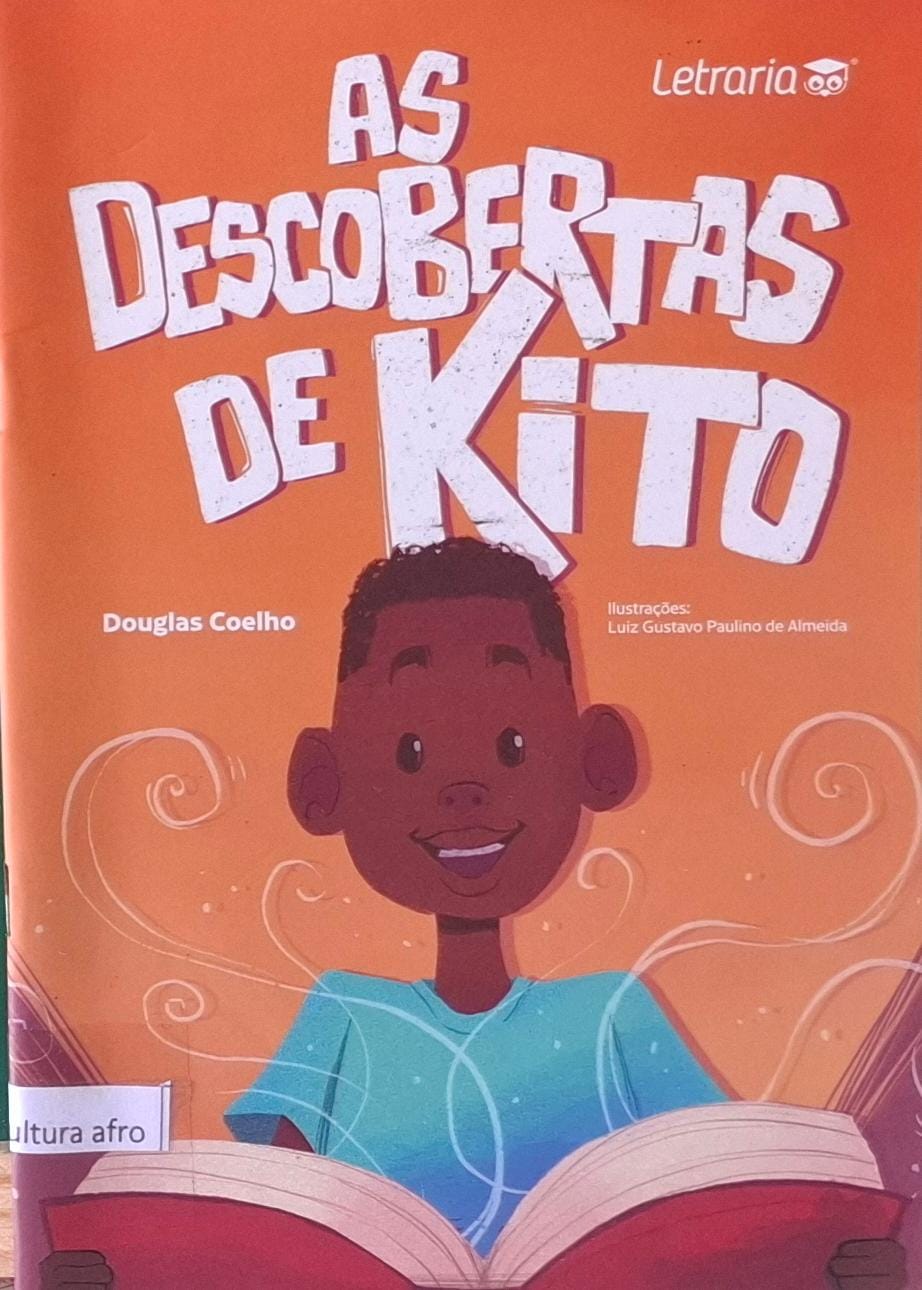 Letraria
AS
DESCOBERTAS
DE KiTO
Douglas Coelho
Ilustrações:
Luiz Gustavo Paulino de Almeida
ultura afro